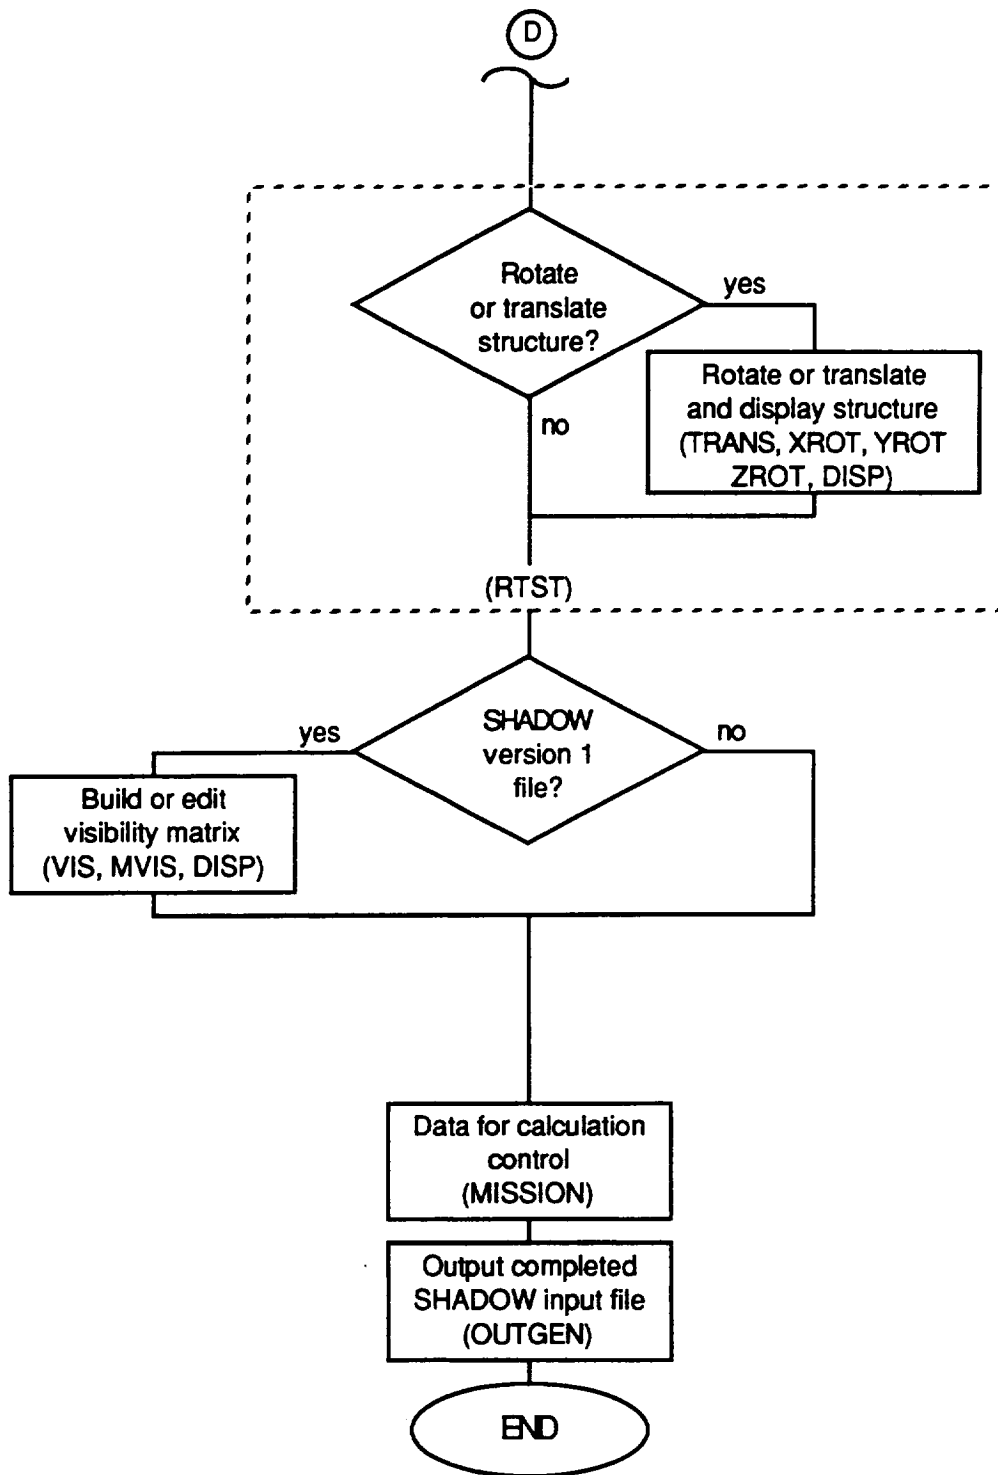 D
Rotate
or translate
structure?
yes
no
Rotate or translate
and display structure
(TRANS, XROT, YROT
ZROT, DISP)
(RTST)
SHADOW
version 1
file?
yes
no
Build or edit
visibility matrix
(VIS, MVIS, DISP)
Data for calculation
control
(MISSION)
Output completed
SHADOW input file
(OUTGEN)
END